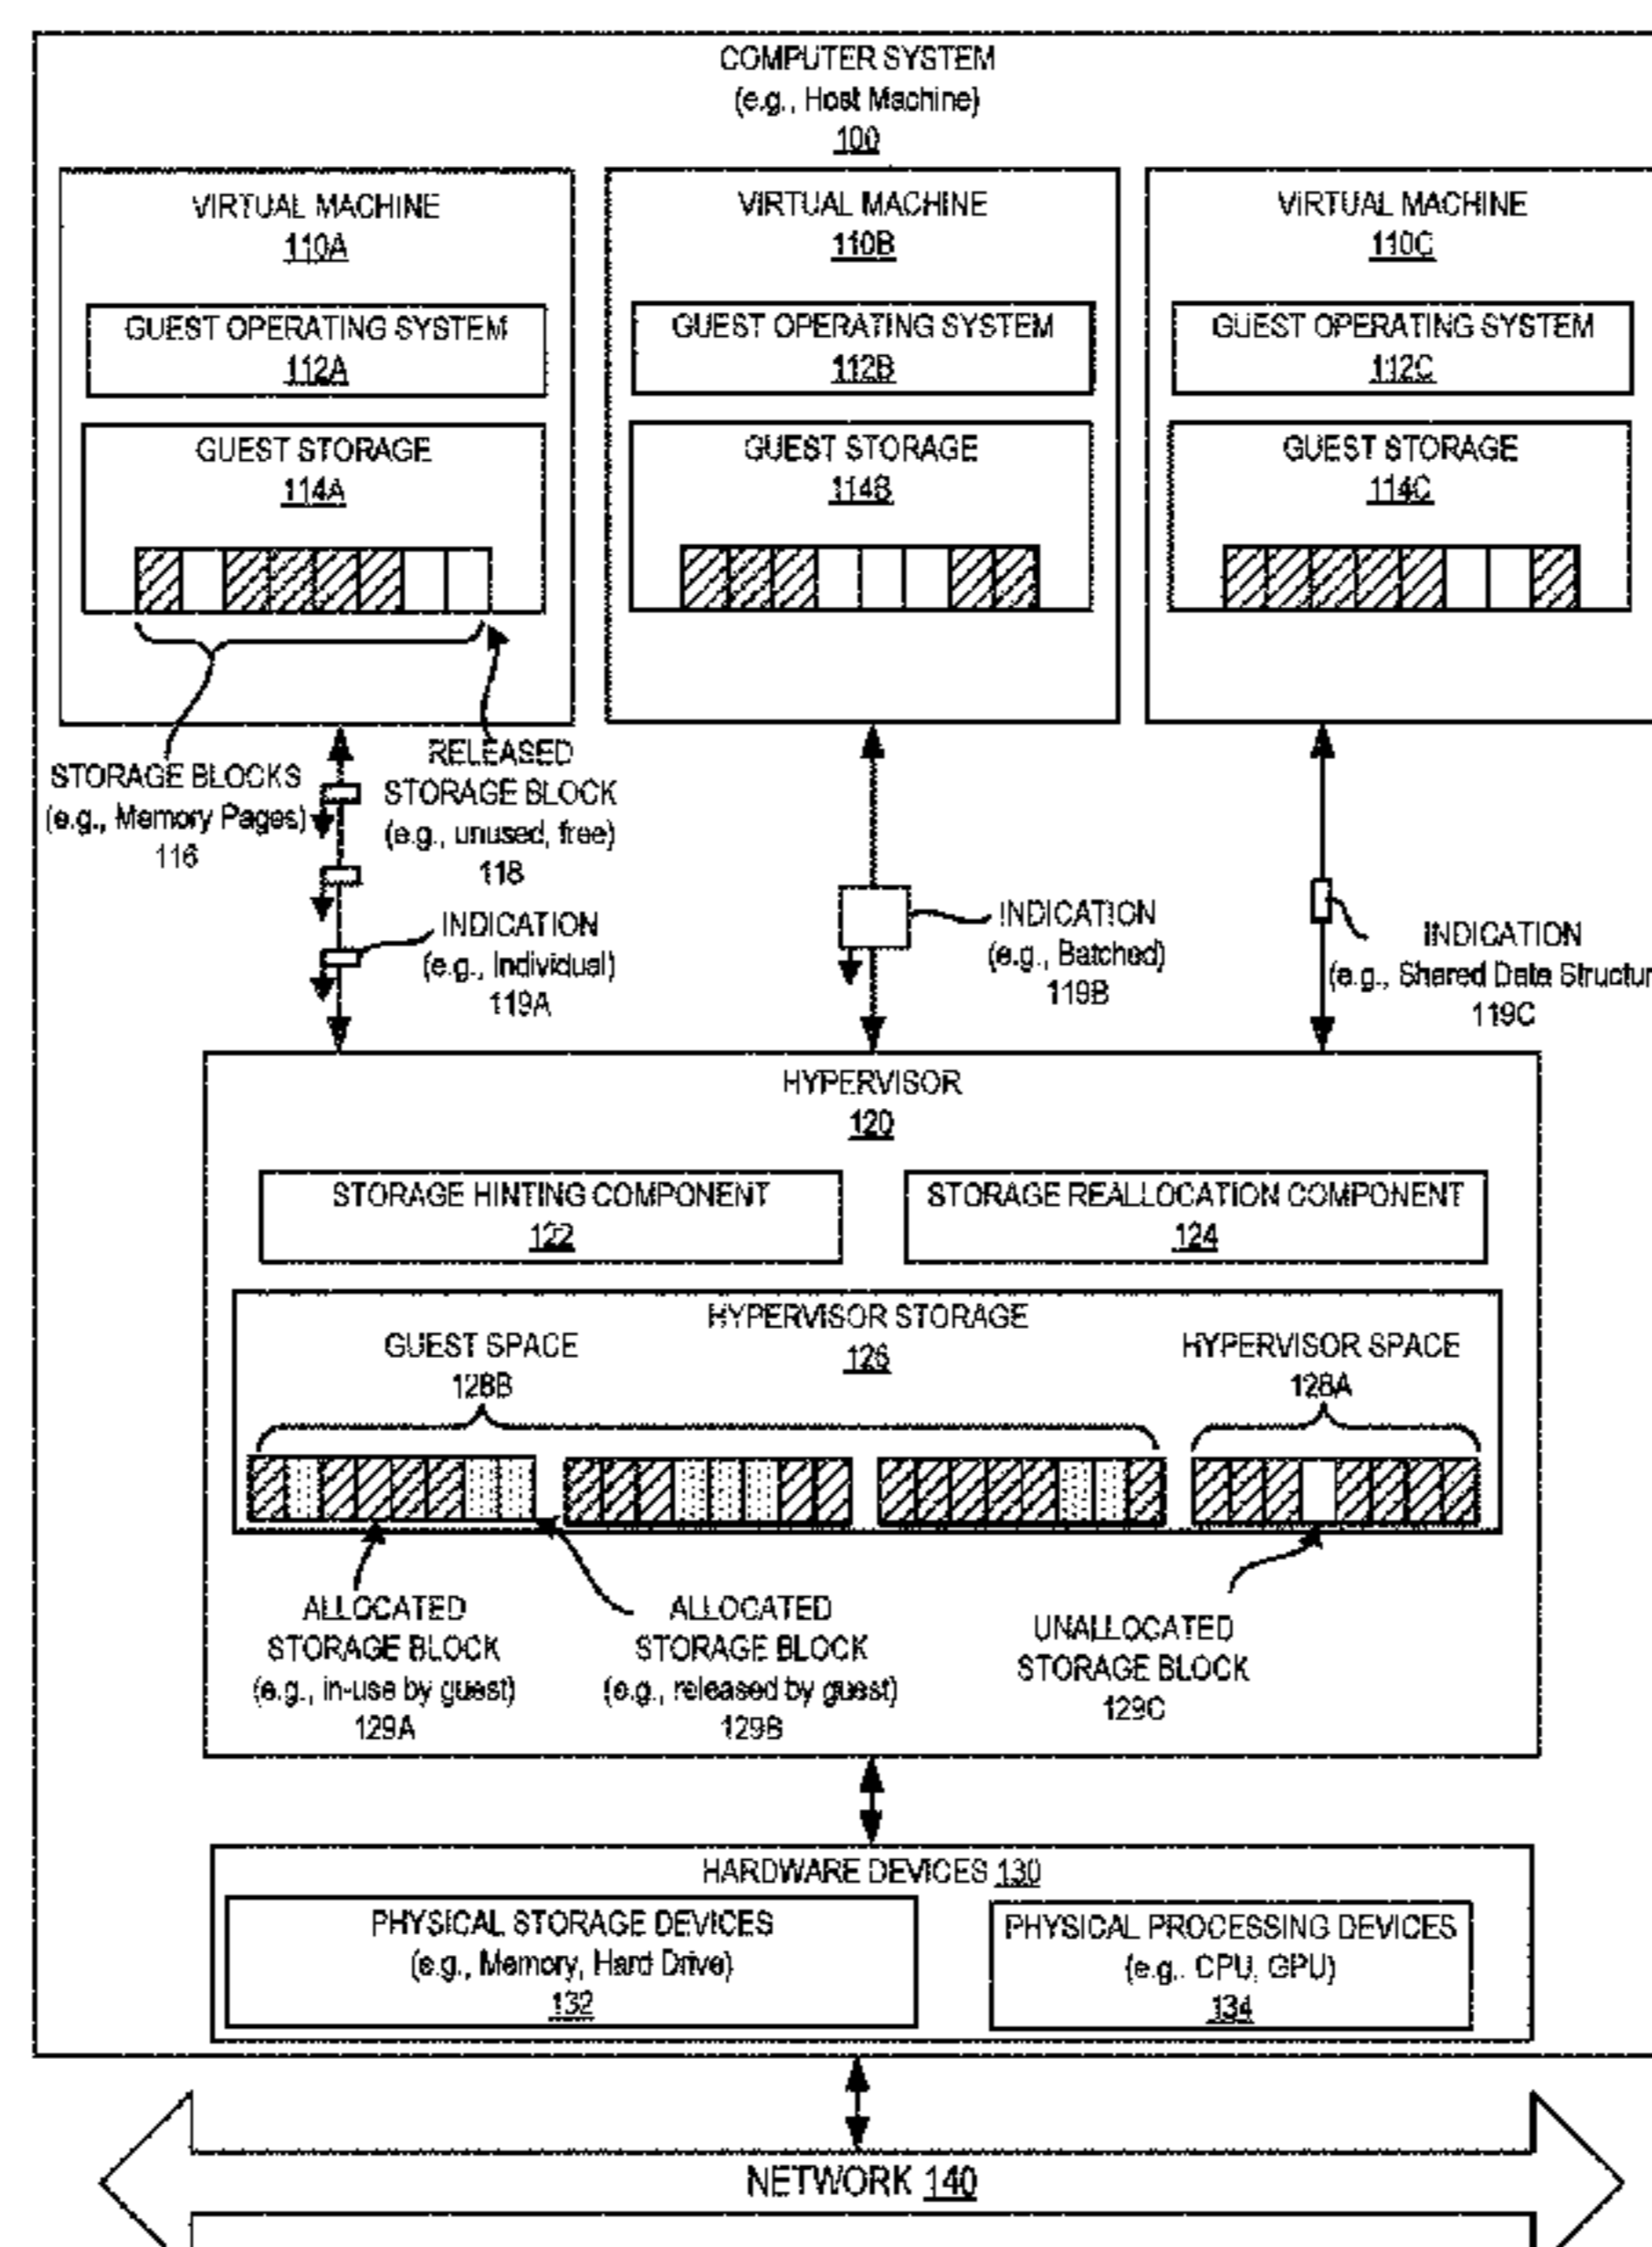 COMPUTER SYSTEM
(e.g., Host Machine)
100
VIRTUAL MACHINE
110A
GUEST OPERATING SYSTEM
112A
GUEST STORAGE
114A
VIRTUAL MACHINE
110B
GUEST OPERATING SYSTEM
112B
GUEST STORAGE
114B
VIRTUAL MACHINE
110C
GUEST OPERATING SYSTEM
112C
GUEST STORAGE
114C
STORAGE BLOCKS
(e.g., Memory Pages)
116
RELEASED
STORAGE BLOCK
(e.g., unused, free)
118
INDICATION
(e.g., Individual)
119A
INDICATION
(e.g., Batched)
119B
INDICATION
(e.g., Shared Data Structur
119C
HYPERVISOR
120
STORAGE HINTING COMPONENT
122
STORAGE REALLOCATION COMPONENT
124
HYPERVISOR STORAGE
126
GUEST SPACE
128B
HYPERVISOR SPACE
128A
ALLOCATED
STORAGE BLOCK
(e.g., in-use by guest)
129A
ALLOCATED
STORAGE BLOCK
(e.g., released by guest)
129B
UNALLOCATED
STORAGE BLOCK
129C
HARDWARE DEVICES 130
PHYSICAL STORAGE DEVICES
(e.g., Memory, Hard Drive)
132
PHYSICAL PROCESSING DEVICES
(e.g., CPU, GPU)
134
NETWORK 140